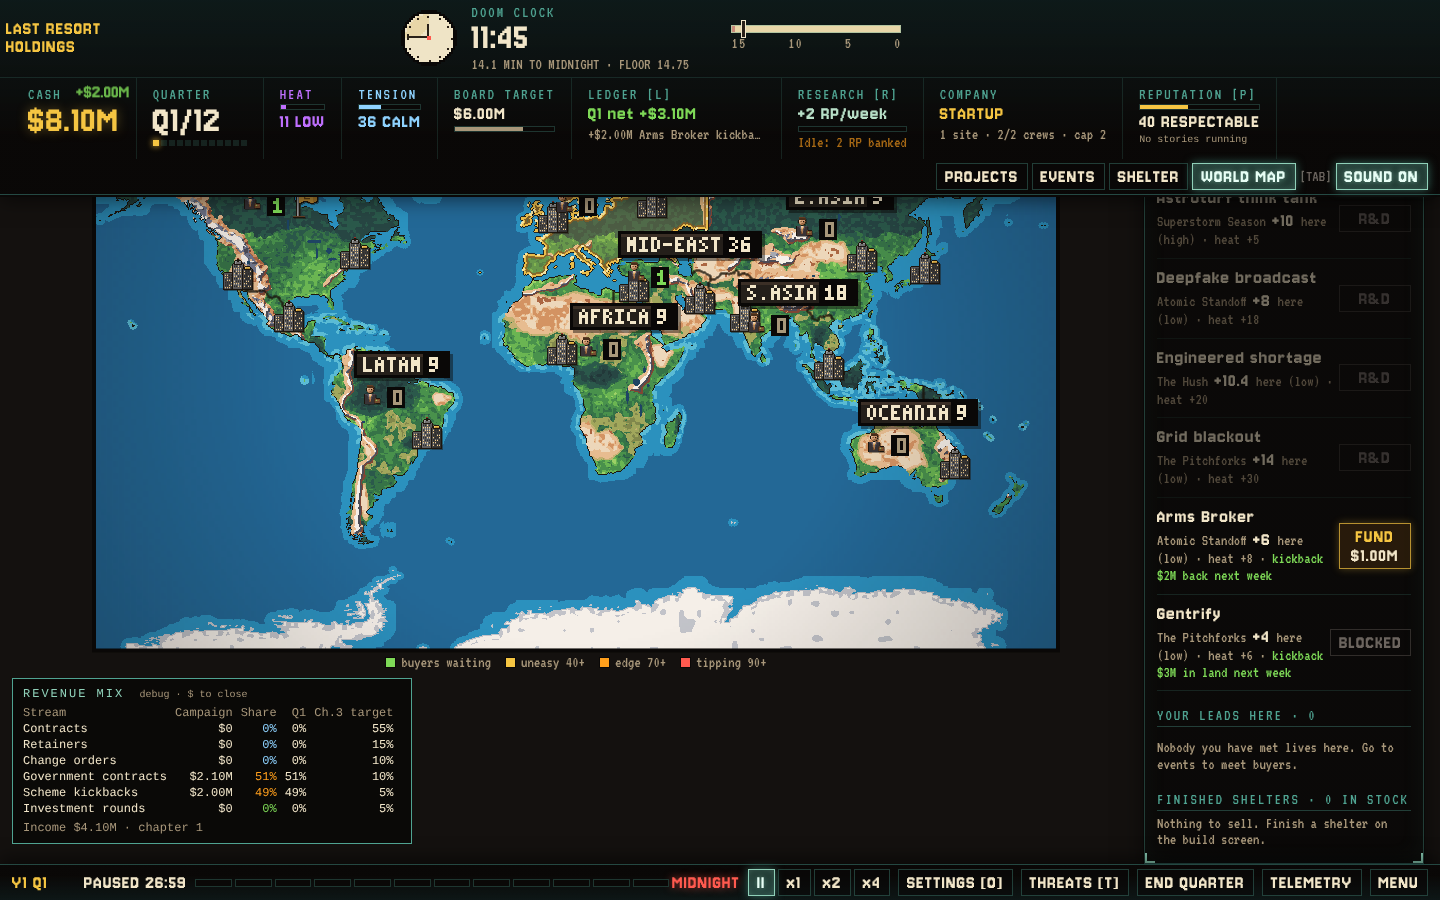 LAST RESORT
HOLDINGS
DOOM CLOCK
11:45
14.1 MIN TO MIDNIGHT · FLOOR 14.75
15 10 5 0
CASH +$2.00M
$8.10M
QUARTER
Q1/12
HEAT
11 LOW
TENSION
36 CALM
BOARD TARGET
$6.00M
LEDGER [L]
Q1 net +$3.10M
+$2.00M Arms Broker kickba…
RESEARCH [R]
+2 RP/week
Idle: 2 RP banked
COMPANY
STARTUP
1 site · 2/2 crews · cap 2
REPUTATION [P]
40 RESPECTABLE
No stories running
PROJECTS EVENTS SHELTER WORLD MAP [TAB] SOUND ON
1
0
E.ASIA 9
0
MID-EAST 36
1
S.ASIA 18
0
AFRICA 9
0
LATAM 9
0
OCEANIA 9
0
buyers waiting uneasy 40+ edge 70+ tipping 90+
Astroturf think tank
Superstorm Season +10 here
(high) · heat +5
R&D
Deepfake broadcast
Atomic Standoff +8 here
(low) · heat +18
R&D
Engineered shortage
The Hush +10.4 here (low) ·
heat +20
R&D
Grid blackout
The Pitchforks +14 here
(low) · heat +30
R&D
Arms Broker
Atomic Standoff +6 here
(low) · heat +8 · kickback
$2M back next week
FUND
$1.00M
Gentrify
The Pitchforks +4 here
(low) · heat +6 · kickback
$3M in land next week
BLOCKED
YOUR LEADS HERE · 0
Nobody you have met lives here. Go to
events to meet buyers.
FINISHED SHELTERS · 0 IN STOCK
Nothing to sell. Finish a shelter on
the build screen.
REVENUE MIX debug · $ to close
Stream Campaign Share Q1 Ch.3 target
Contracts $0 0% 0% 55%
Retainers $0 0% 0% 15%
Change orders $0 0% 0% 10%
Government contracts $2.10M 51% 51% 10%
Scheme kickbacks $2.00M 49% 49% 5%
Investment rounds $0 0% 0% 5%
Income $4.10M · chapter 1
Y1 Q1 PAUSED 26:59 MIDNIGHT II x1 x2 x4 SETTINGS [O] THREATS [T] END QUARTER TELEMETRY MENU